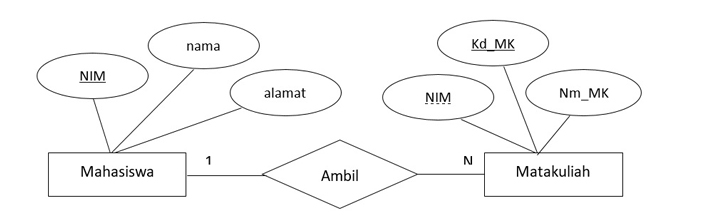 nama
NIM
alamat
Kd_MK
NIM
Nm_MK
Mahasiswa
1
Ambil
N
Matakuliah